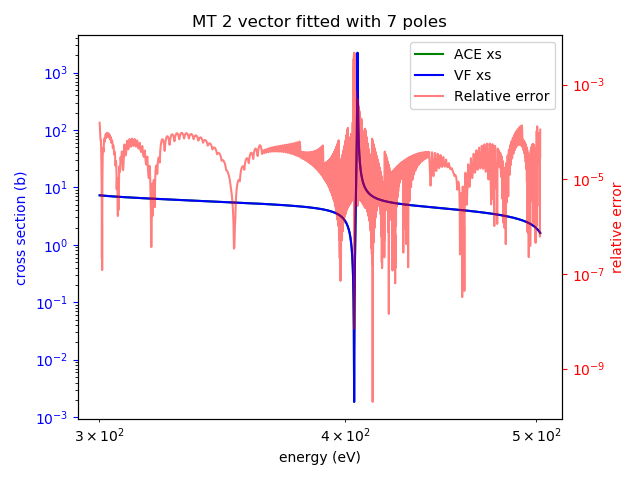 MT 2 vector fitted with 7 poles
ACE xs
VF xs
Relative error
cross section (b)
10³
10²
10¹
10⁰
10⁻¹
10⁻²
10⁻³
10⁻³
10⁻⁵
10⁻⁷
10⁻⁹
relative error
3 × 10²
4 × 10²
5 × 10²
energy (eV)